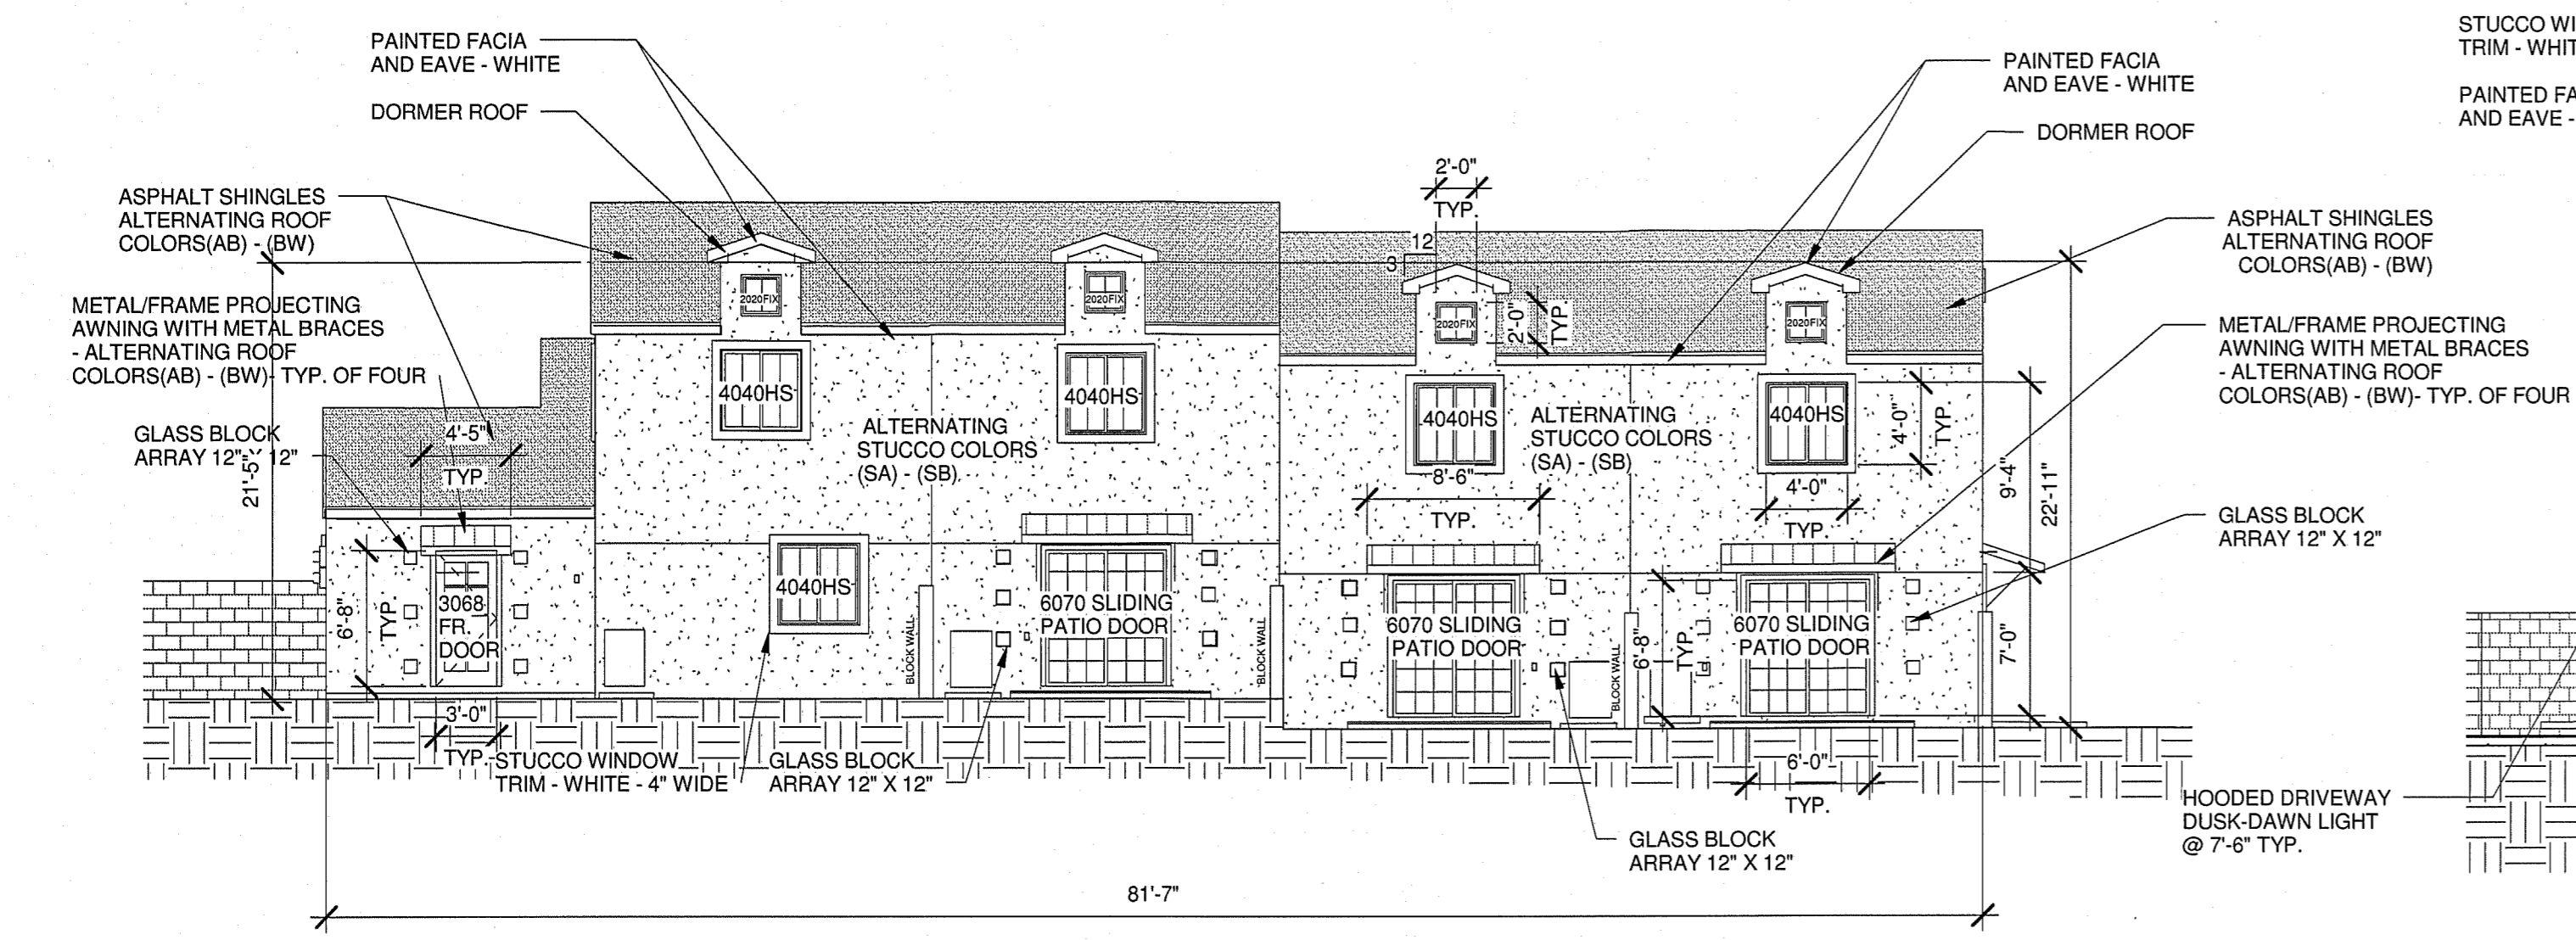 PAINTED FACIA
AND EAVE - WHITE
DORMER ROOF
ASPHALT SHINGLES
ALTERNATING ROOF
COLORS(AB) - (BW)
METAL/FRAME PROJECTING
AWNING WITH METAL BRACES
- ALTERNATING ROOF
COLORS(AB) - (BW)- TYP. OF FOUR
GLASS BLOCK
ARRAY 12" X 12"
21'-5"
4'-5"
TYP.
6'-8"
TYP.
3068
FR.
DOOR
3'-0"
TYP.
STUCCO WINDOW
TRIM - WHITE - 4" WIDE
GLASS BLOCK
ARRAY 12" X 12"
2020FIX
2020FIX
4040HS
4040HS
ALTERNATING
STUCCO COLORS
(SA) - (SB)
4040HS
6070 SLIDING
PATIO DOOR
BLOCK WALL
BLOCK WALL
2'-0"
TYP.
12
3
2020FIX
2'-0"
TYP.
2020FIX
4040HS
ALTERNATING
STUCCO COLORS
(SA) - (SB)
4040HS
8'-6"
TYP.
4'-0"
TYP.
4'-0"
TYP
9'-4"
22'-11"
7'-0"
6070 SLIDING
PATIO DOOR
BLOCK WALL
6'-8"
TYP.
6070 SLIDING
PATIO DOOR
6'-0"
TYP.
GLASS BLOCK
ARRAY 12" X 12"
81'-7"
PAINTED FACIA
AND EAVE - WHITE
DORMER ROOF
ASPHALT SHINGLES
ALTERNATING ROOF
COLORS(AB) - (BW)
METAL/FRAME PROJECTING
AWNING WITH METAL BRACES
- ALTERNATING ROOF
COLORS(AB) - (BW)- TYP. OF FOUR
GLASS BLOCK
ARRAY 12" X 12"
HOODED DRIVEWAY
DUSK-DAWN LIGHT
@ 7'-6" TYP.
STUCCO
TRIM -
PAINTED
AND EAVE -